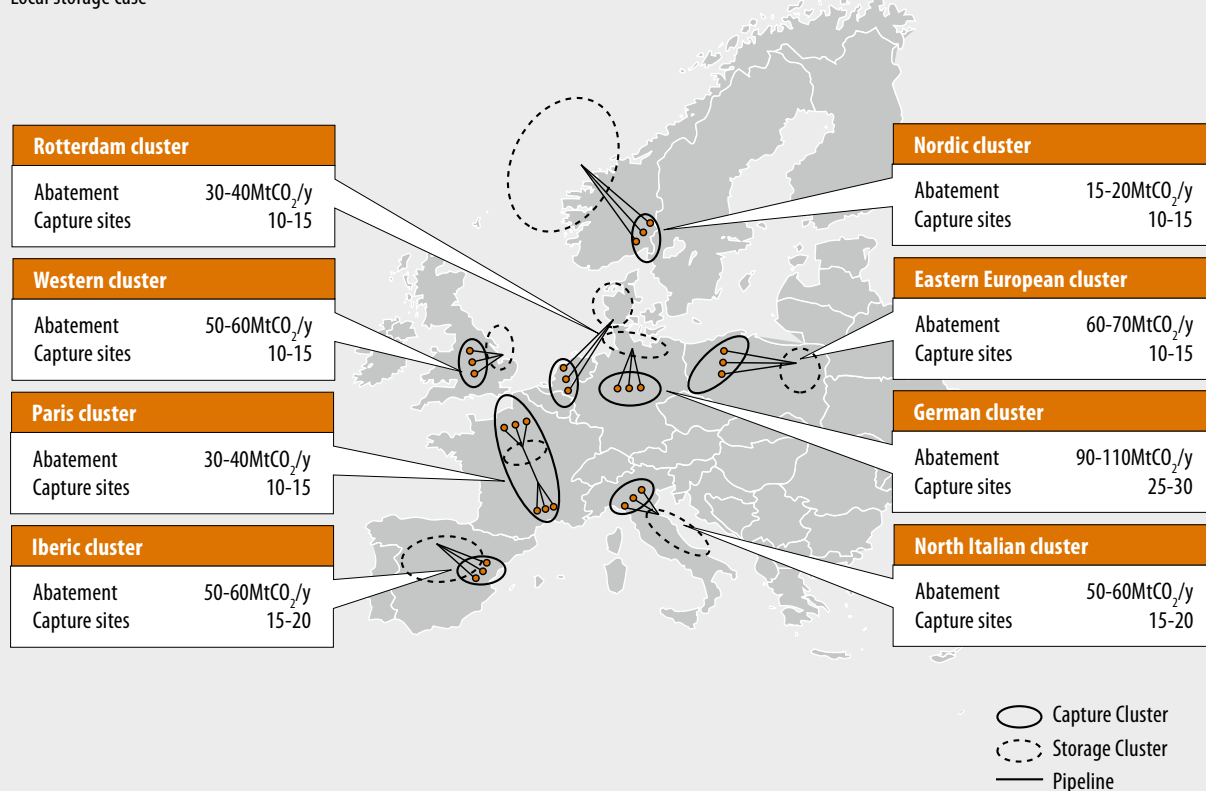 Local storage case
Rotterdam cluster
Abatement 30-40MtCO₂/y
Capture sites 10-15
Western cluster
Abatement 50-60MtCO₂/y
Capture sites 10-15
Paris cluster
Abatement 30-40MtCO₂/y
Capture sites 10-15
Iberic cluster
Abatement 50-60MtCO₂/y
Capture sites 15-20
Nordic cluster
Abatement 15-20MtCO₂/y
Capture sites 10-15
Eastern European cluster
Abatement 60-70MtCO₂/y
Capture sites 10-15
German cluster
Abatement 90-110MtCO₂/y
Capture sites 25-30
North Italian cluster
Abatement 50-60MtCO₂/y
Capture sites 15-20
Capture Cluster
Storage Cluster
Pipeline